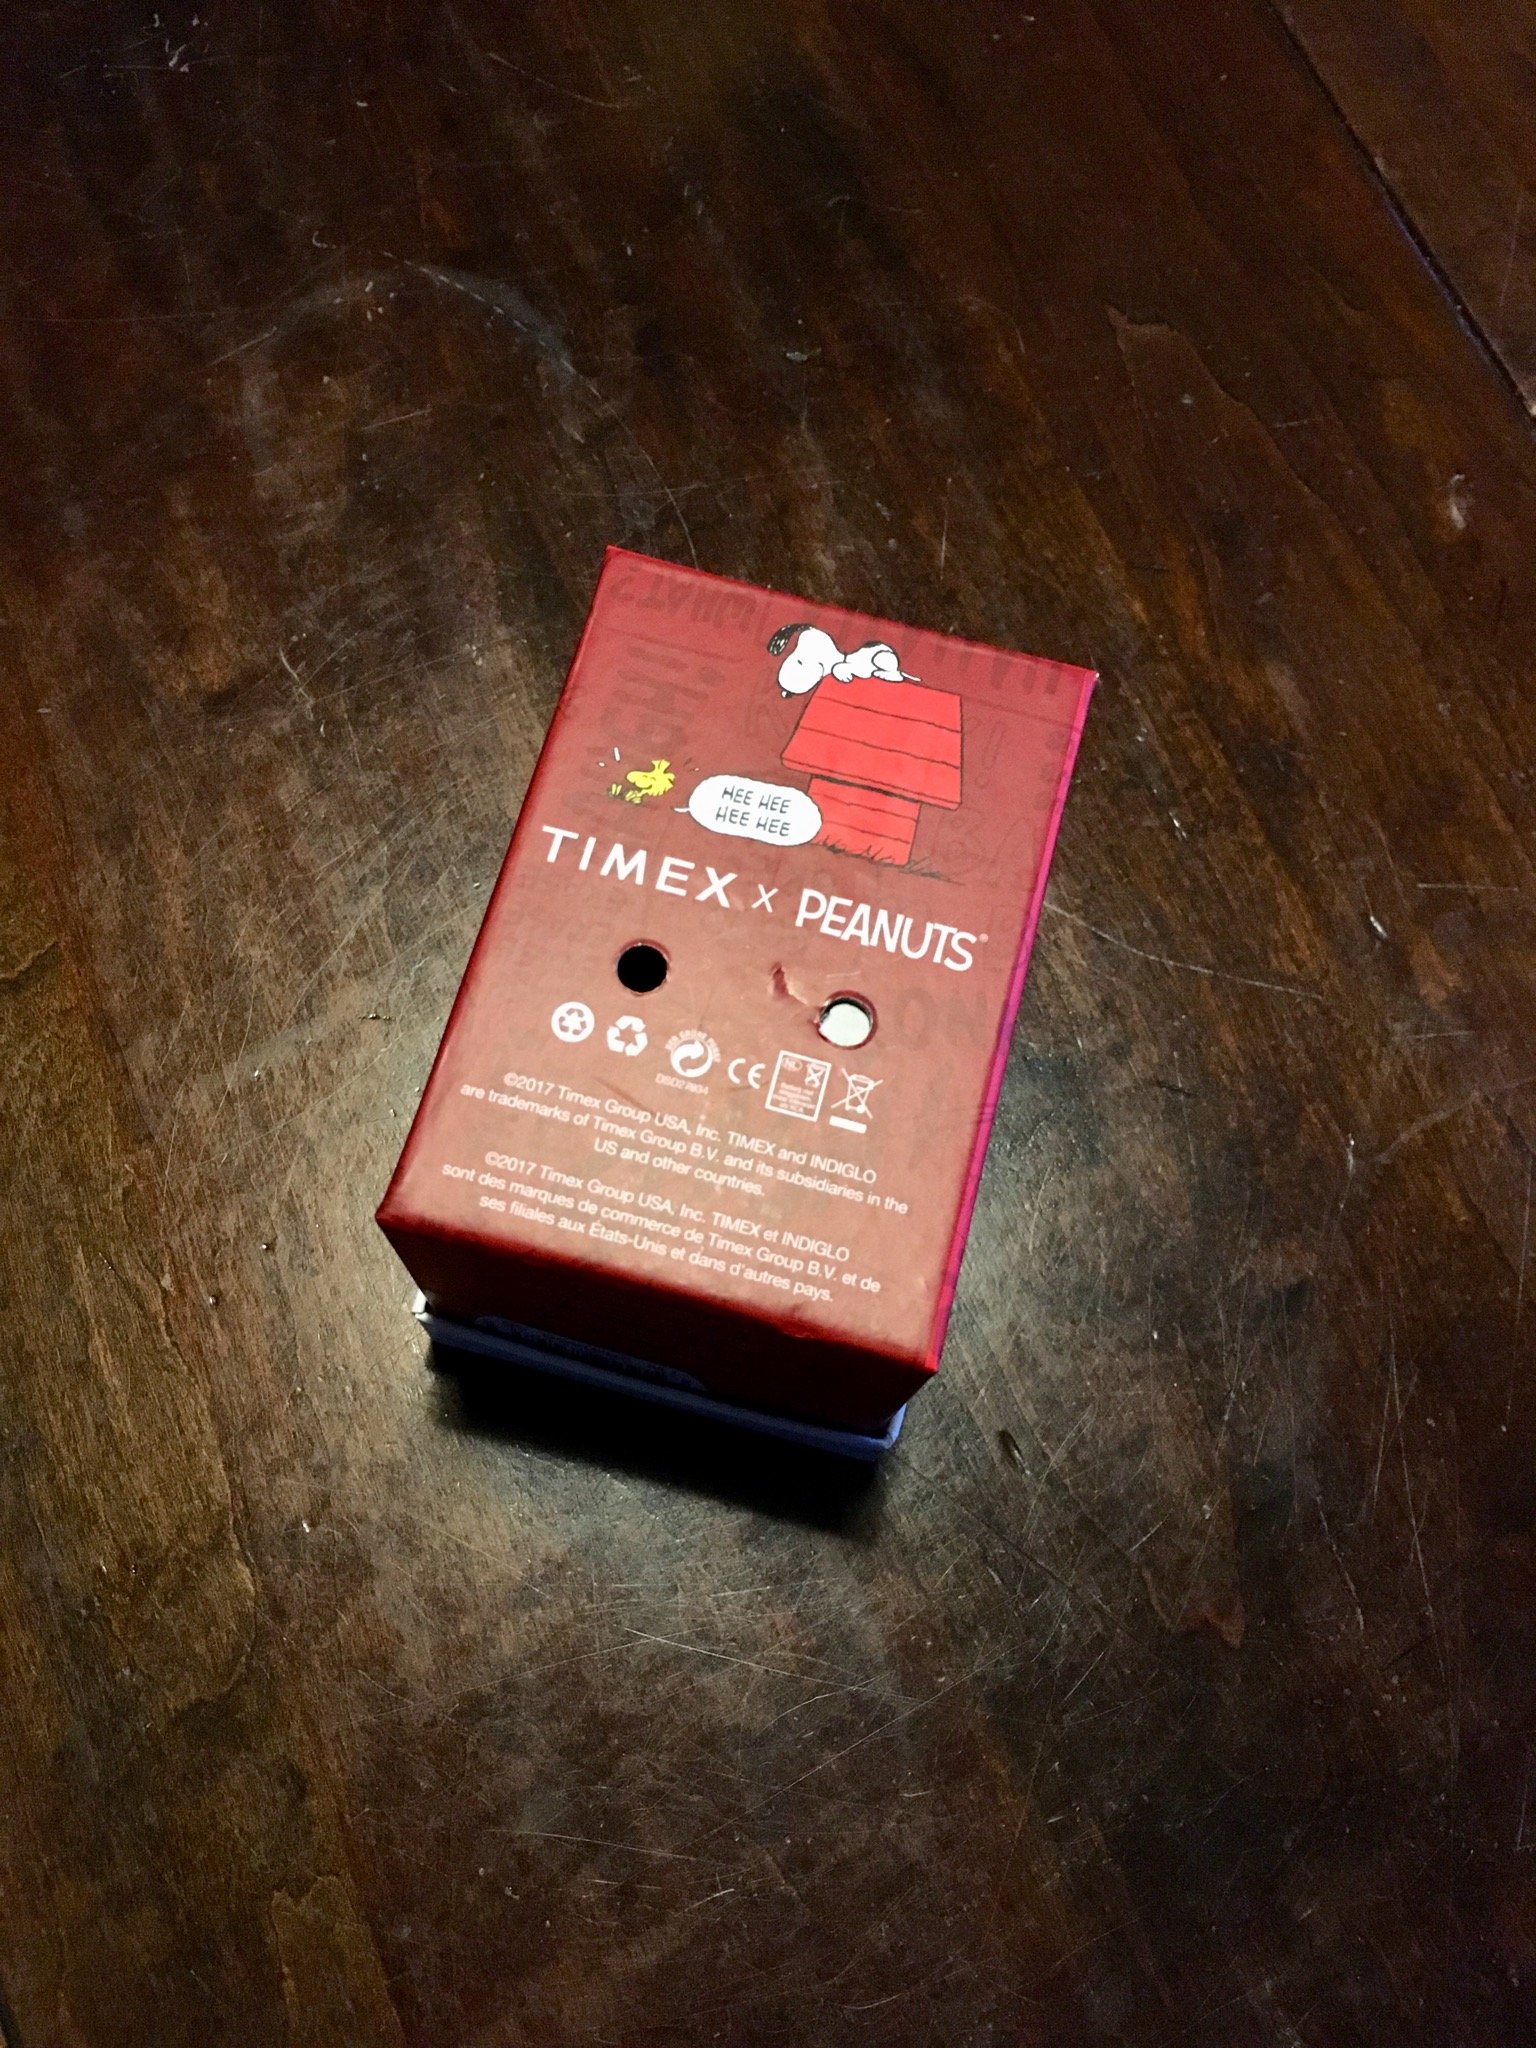 HEE HEE
HEE HEE
TIMEX x PEANUTS®
CE
NL
©2017 Timex Group USA, Inc. TIMEX and INDIGLO
are trademarks of Timex Group B.V. and its subsidiaries in the
US and other countries.
©2017 Timex Group USA, Inc. TIMEX et INDIGLO
sont des marques de commerce de Timex Group B.V. et de
ses filiales aux États-Unis et dans d'autres pays.